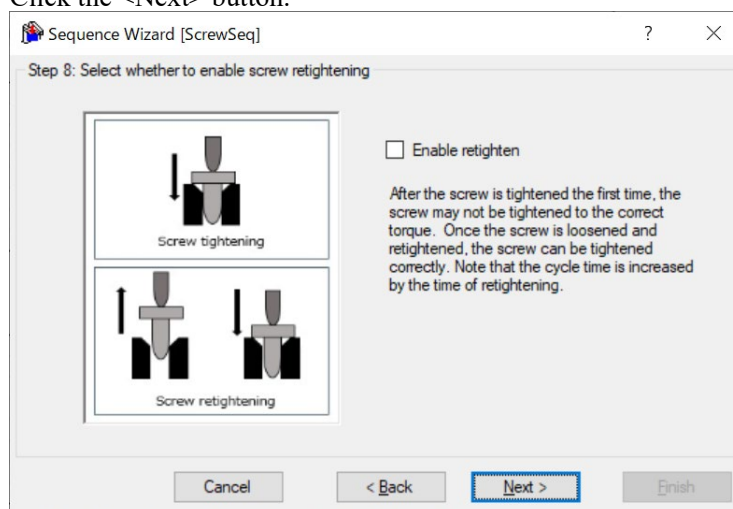 Click the <Next> button.
Sequence Wizard [ScrewSeq]
?
Step 8: Select whether to enable screw retightening
Screw tightening
Screw retightening
Enable retighten
After the screw is tightened the first time, the
screw may not be tightened to the correct
torque. Once the screw is loosened and
retightened, the screw can be tightened
correctly. Note that the cycle time is increased
by the time of retightening.
Cancel
< Back
Next >
Finish